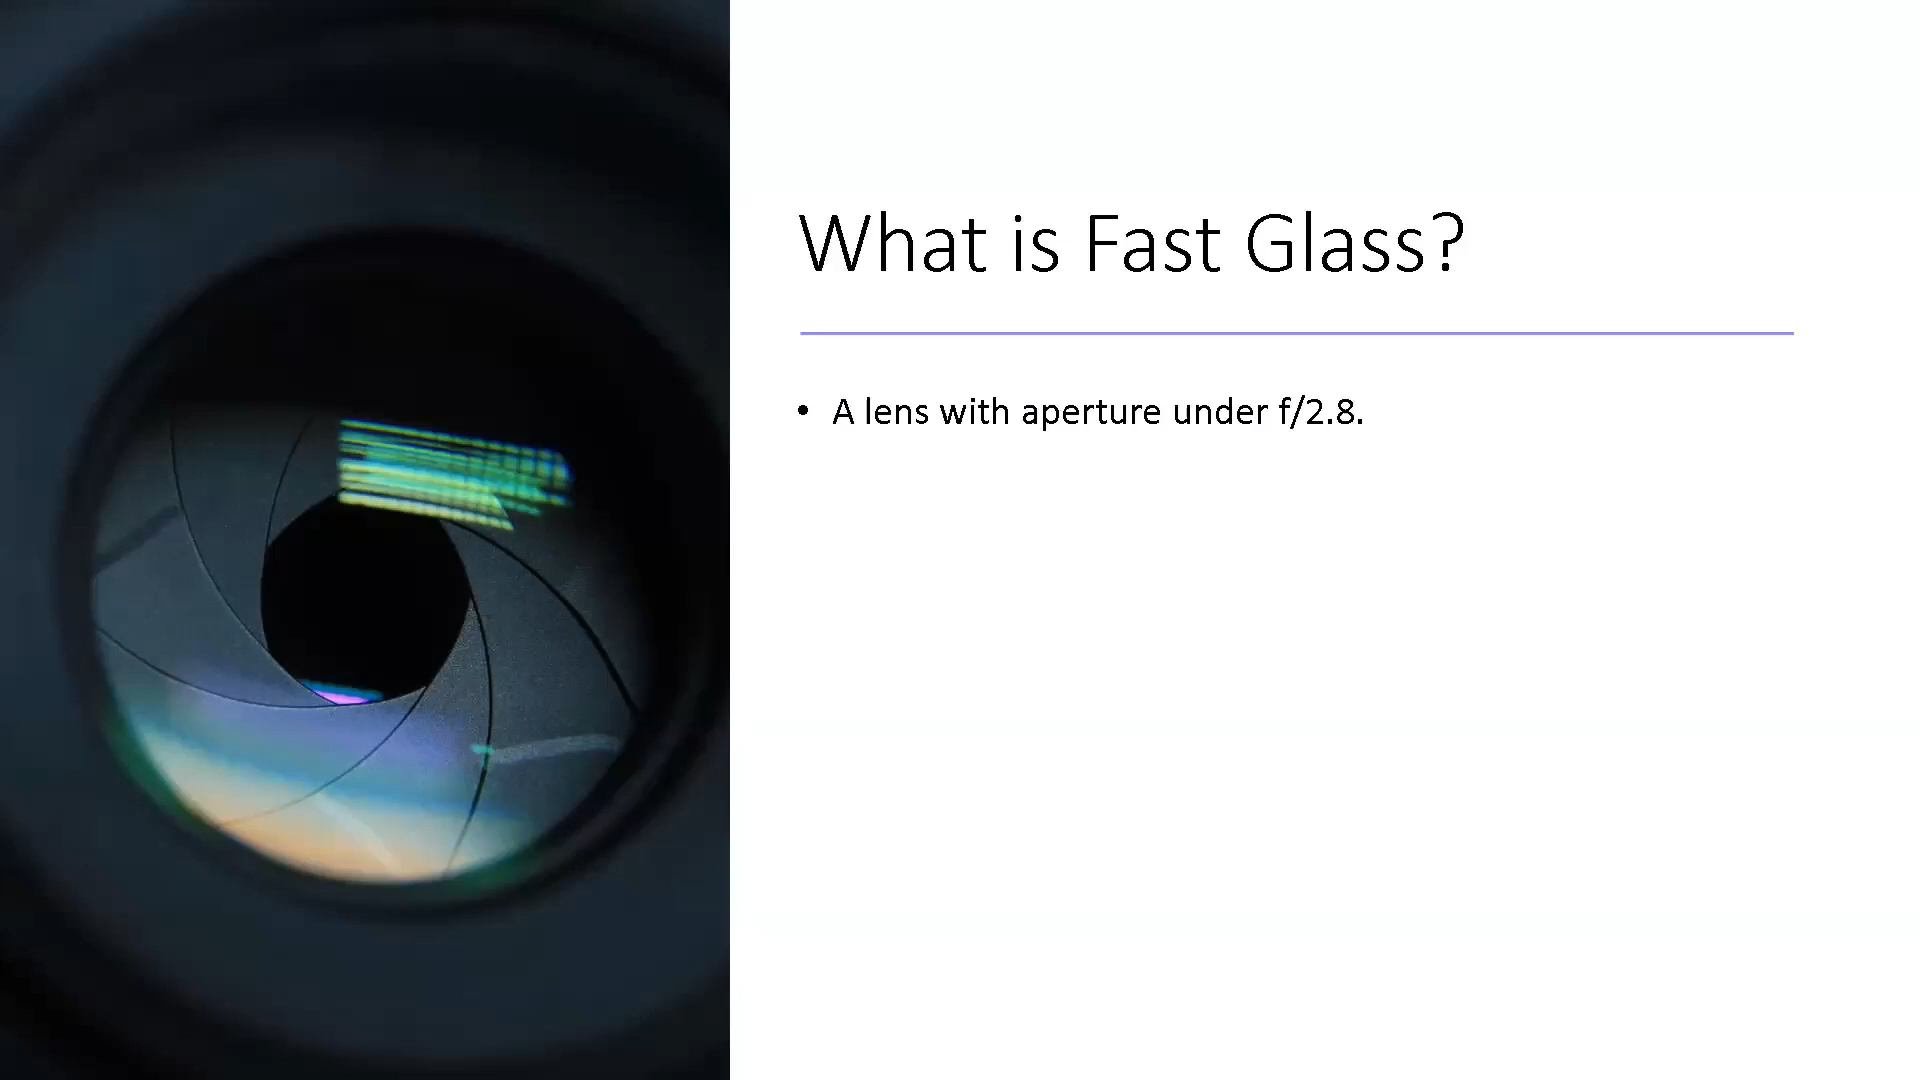 What is Fast Glass?
• A lens with aperture under f/2.8.